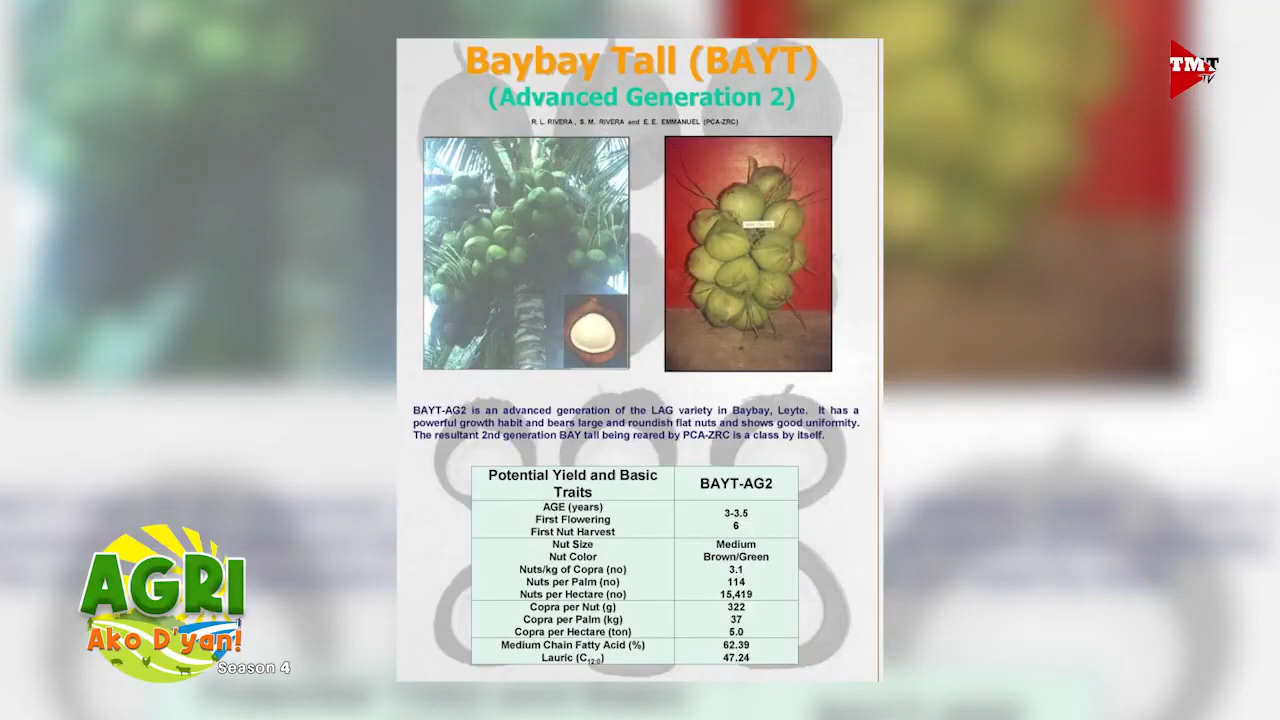 TMT
TV
Baybay Tall (BAYT)
(Advanced Generation 2)
R. L. RIVERA, S. M. RIVERA and E. E. EMMANUEL (PCA-ZRC)
BAYT-AG2 is an advanced generation of the LAG variety in Baybay, Leyte. It has a
powerful growth habit and bears large and roundish flat nuts and shows good uniformity.
The resultant 2nd generation BAY tall being reared by PCA-ZRC is a class by itself.
Potential Yield and Basic
Traits
BAYT-AG2
AGE (years)
First Flowering 3-3.5
First Nut Harvest 6
Nut Size Medium
Nut Color Brown/Green
Nuts/kg of Copra (no) 3.1
Nuts per Palm (no) 114
Nuts per Hectare (no) 15,419
Copra per Nut (g) 322
Copra per Palm (kg) 37
Copra per Hectare (ton) 5.0
Medium Chain Fatty Acid (%) 62.39
Lauric (C12:0) 47.24
AGRI
Ako D'yan!
Season 4